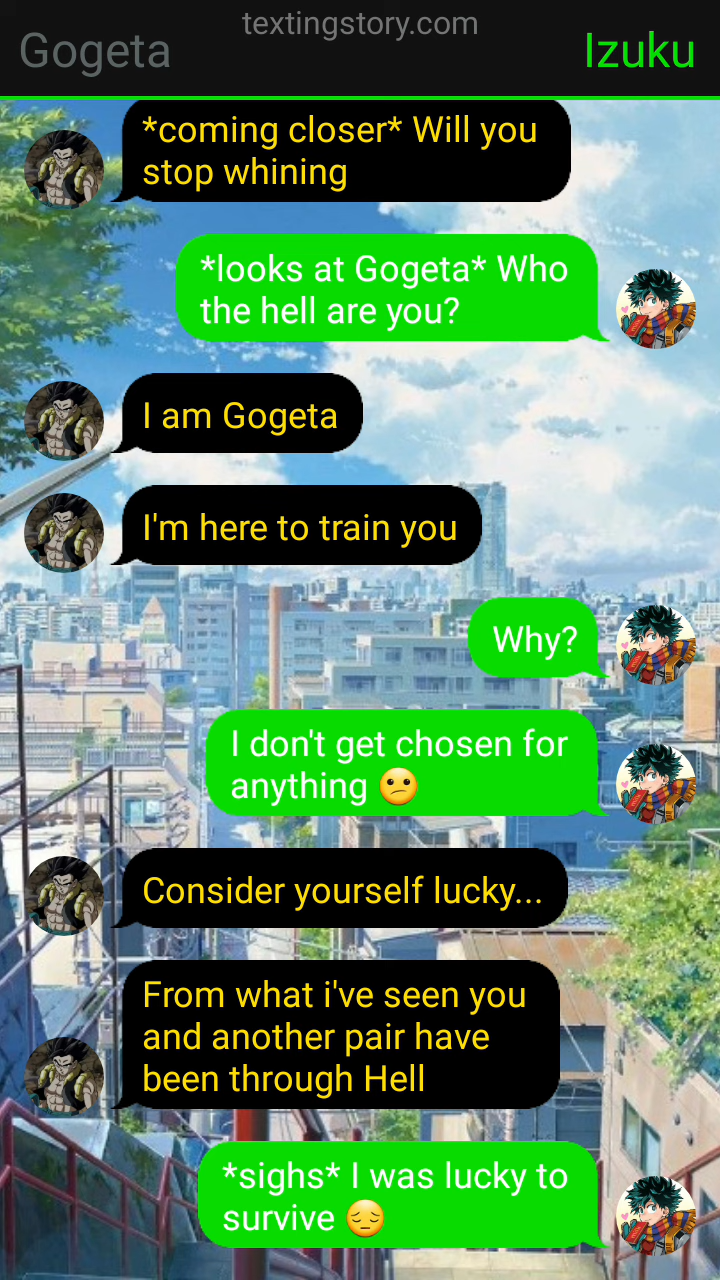 textingstory.com
Gogeta
Izuku
*coming closer* Will you
stop whining
*looks at Gogeta* Who
the hell are you?
I am Gogeta
I'm here to train you
Why?
I don't get chosen for
anything 😕
Consider yourself lucky...
From what i've seen you
and another pair have
been through Hell
*sighs* I was lucky to
survive 😔